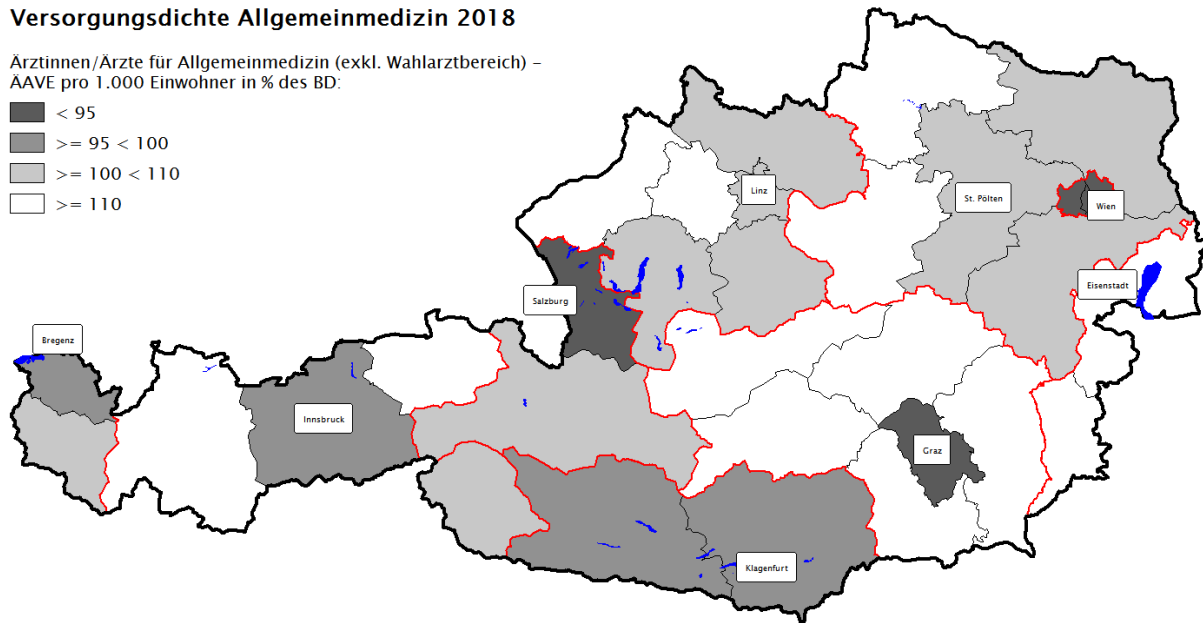 Versorgungsdichte Allgemeinmedizin 2018
Ärztinnen/Ärzte für Allgemeinmedizin (exkl. Wahlarztbereich) –
ÄAVE pro 1.000 Einwohner in % des BD:
< 95
>= 95 < 100
>= 100 < 110
>= 110
Linz
St. Pölten
Wien
Eisenstadt
Salzburg
Bregenz
Innsbruck
Graz
Klagenfurt